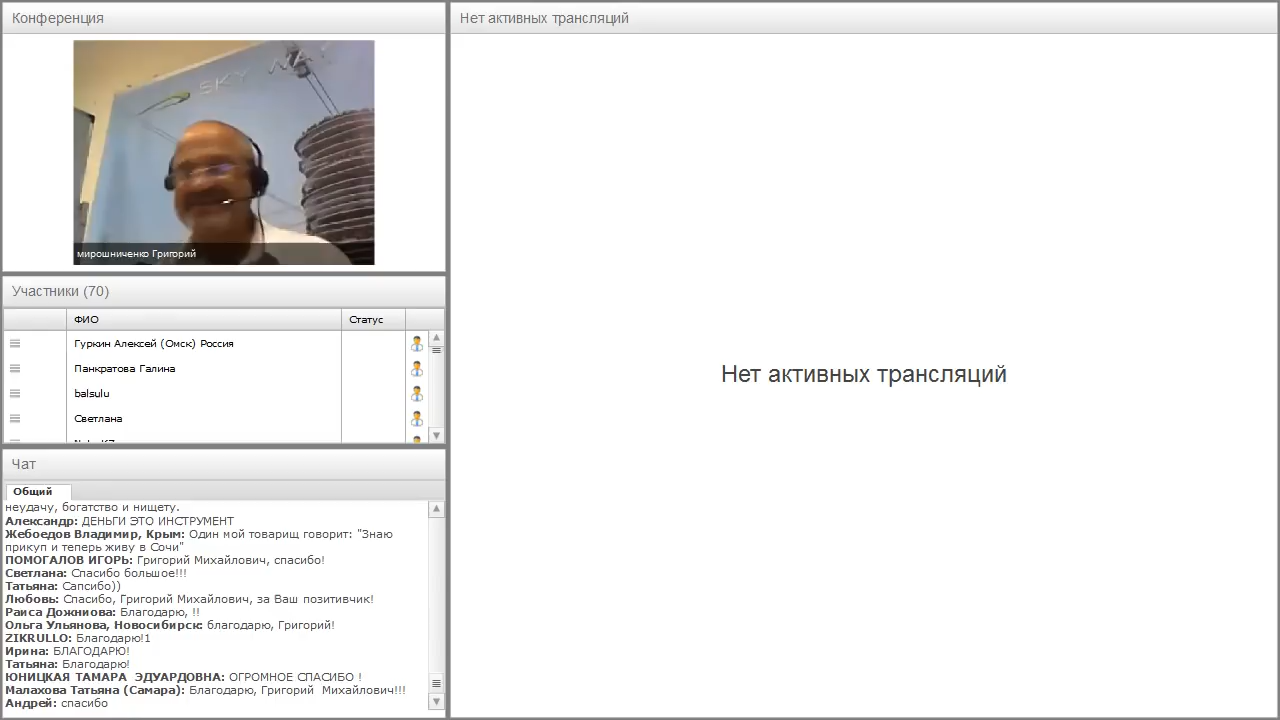 Конференция
SKY WAY
мирошниченко Григорий
Участники (70)
ФИО
Статус
Гуркин Алексей (Омск) Россия
Панкратова Галина
balsulu
Светлана
Чат
Общий
неудачу, богатство и нищету.
Александр: ДЕНЬГИ ЭТО ИНСТРУМЕНТ
Жебоедов Владимир, Крым: Один мой товарищ говорит: "Знаю
прикуп и теперь живу в Сочи"
ПОМОГАЛОВ ИГОРЬ: Григорий Михайлович, спасибо!
Светлана: Спасибо большое!!!
Татьяна: Сапсибо))
Любовь: Спасибо, Григорий Михайлович, за Ваш позитивчик!
Раиса Дожниова: Благодарю, !!
Ольга Ульянова, Новосибирск: благодарю, Григорий!
ZIKRULLO: Благодарю!1
Ирина: БЛАГОДАРЮ!
Татьяна: Благодарю!
ЮНИЦКАЯ ТАМАРА  ЭДУАРДОВНА: ОГРОМНОЕ СПАСИБО !
Малахова Татьяна (Самара): Благодарю, Григорий  Михайлович!!!
Андрей: спасибо
Нет активных трансляций
Нет активных трансляций